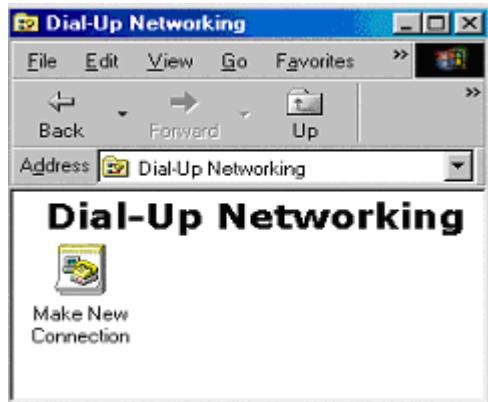 Dial-Up Networking
File Edit View Go Favorites »
Back Forward Up »
Address Dial-Up Networking
Dial-Up Networking
Make New
Connection